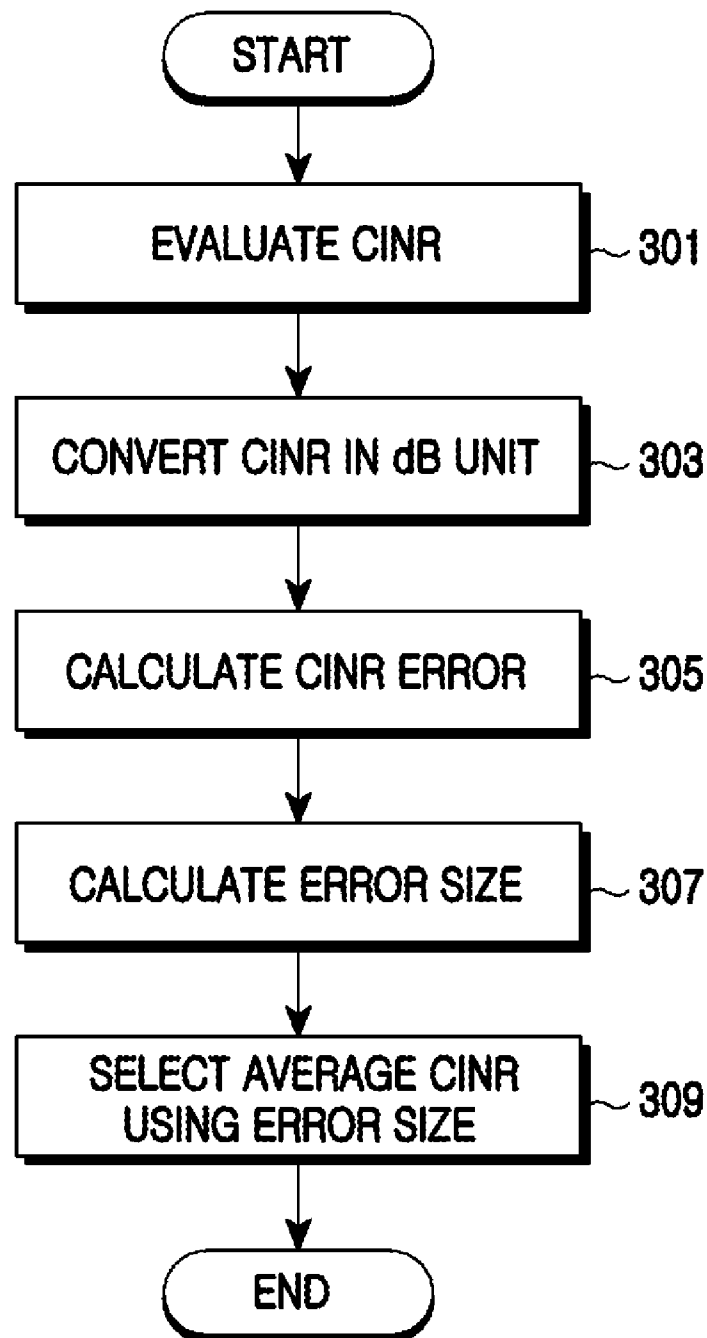 START
EVALUATE CINR
301
CONVERT CINR IN dB UNIT
303
CALCULATE CINR ERROR
305
CALCULATE ERROR SIZE
307
SELECT AVERAGE CINR
USING ERROR SIZE
309
END